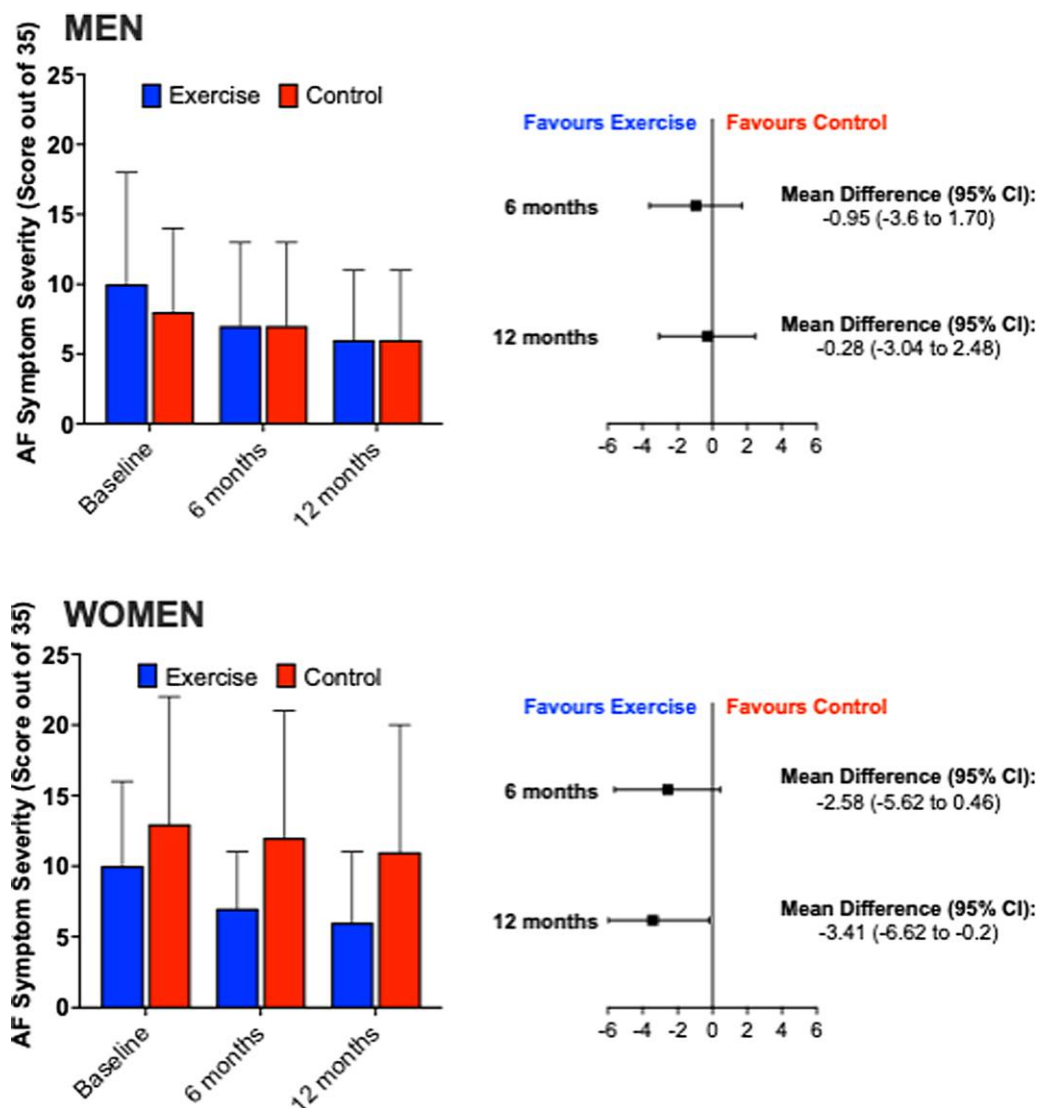 MEN
AF Symptom Severity (Score out of 35)
25
20
15
10
5
0
Exercise Control
Baseline
6 months
12 months
Favours Exercise Favours Control
6 months
Mean Difference (95% CI):
-0.95 (-3.6 to 1.70)
12 months
Mean Difference (95% CI):
-0.28 (-3.04 to 2.48)
-6 -4 -2 0 2 4 6
WOMEN
AF Symptom Severity (Score out of 35)
25
20
15
10
5
0
Exercise Control
Baseline
6 months
12 months
Favours Exercise Favours Control
6 months
Mean Difference (95% CI):
-2.58 (-5.62 to 0.46)
12 months
Mean Difference (95% CI):
-3.41 (-6.62 to -0.2)
-6 -4 -2 0 2 4 6